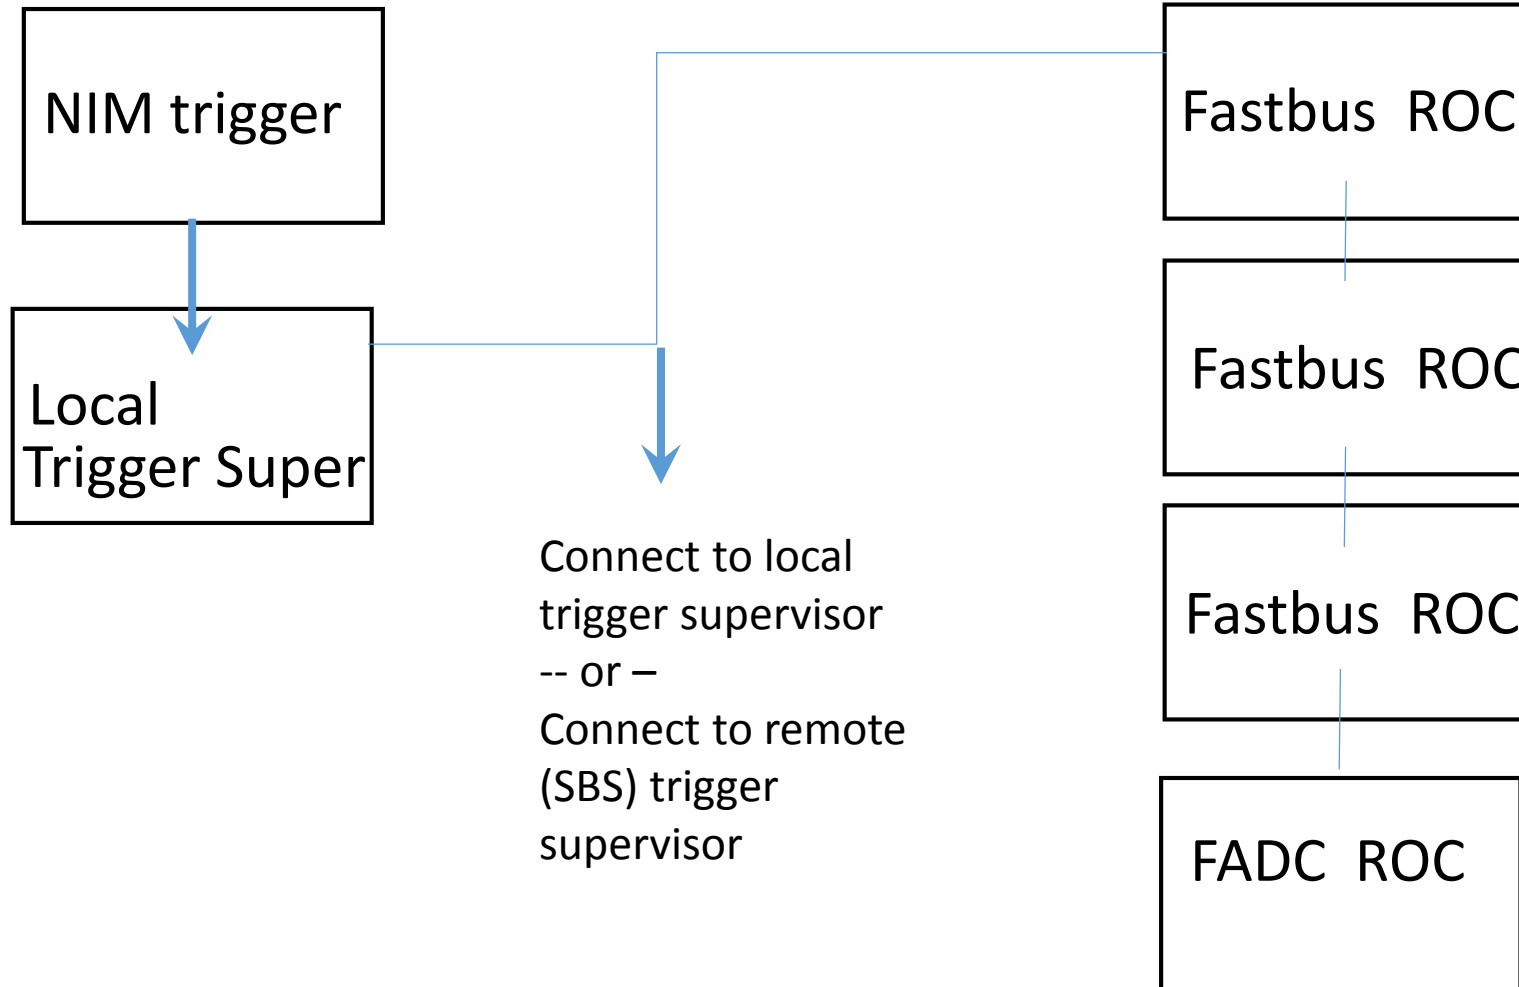 NIM trigger
Local
Trigger Super
Connect to local
trigger supervisor
-- or –
Connect to remote
(SBS) trigger
supervisor
Fastbus ROC
Fastbus ROC
Fastbus ROC
FADC ROC